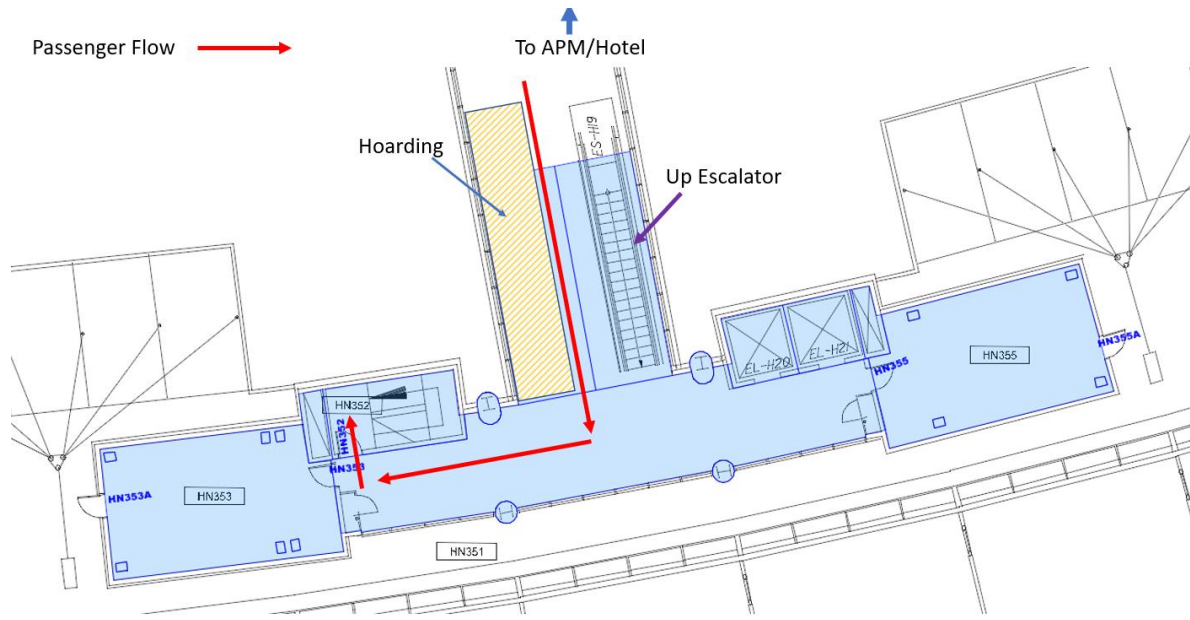 To APM/Hotel
Passenger Flow
Hoarding
ES-H19
Up Escalator
EL-H20
EL-H21
HN355
HN355
HN355A
HN352
HN352
HN353
HN353A
HN353
HN351